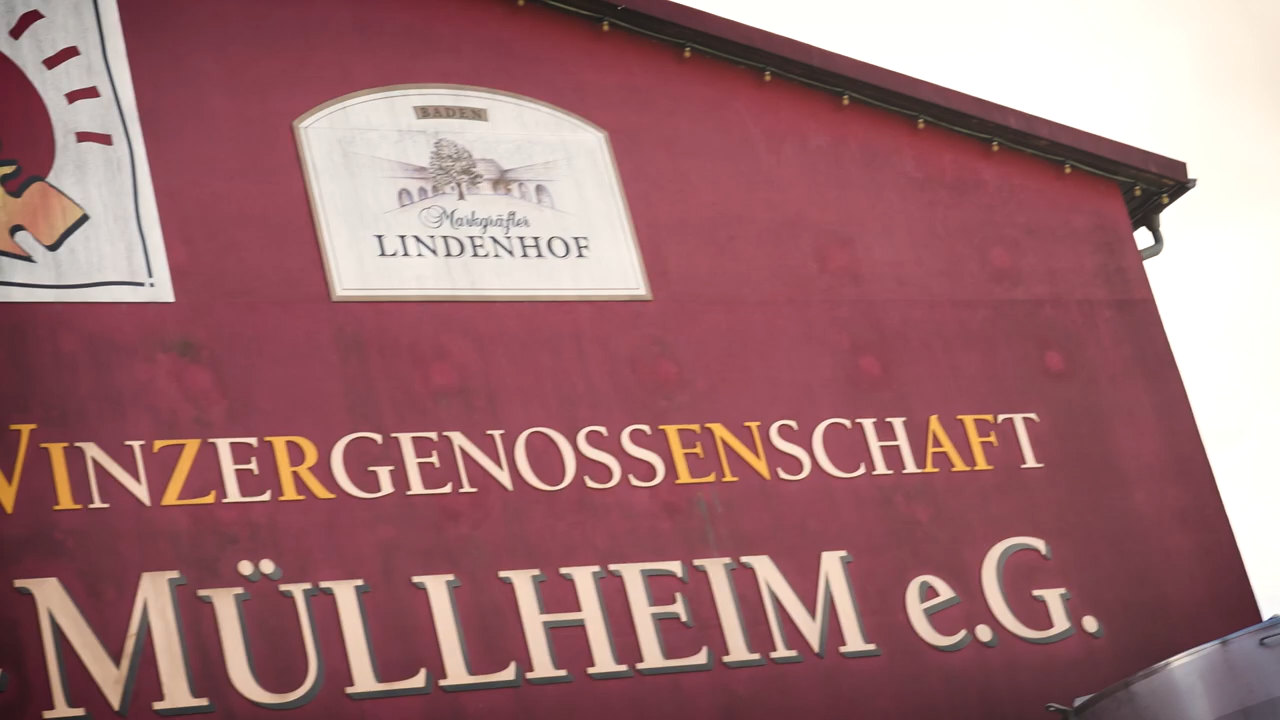 BADEN
Markgräfler
LINDENHOF
WINZERGENOSSENSCHAFT
MÜLLHEIM e.G.